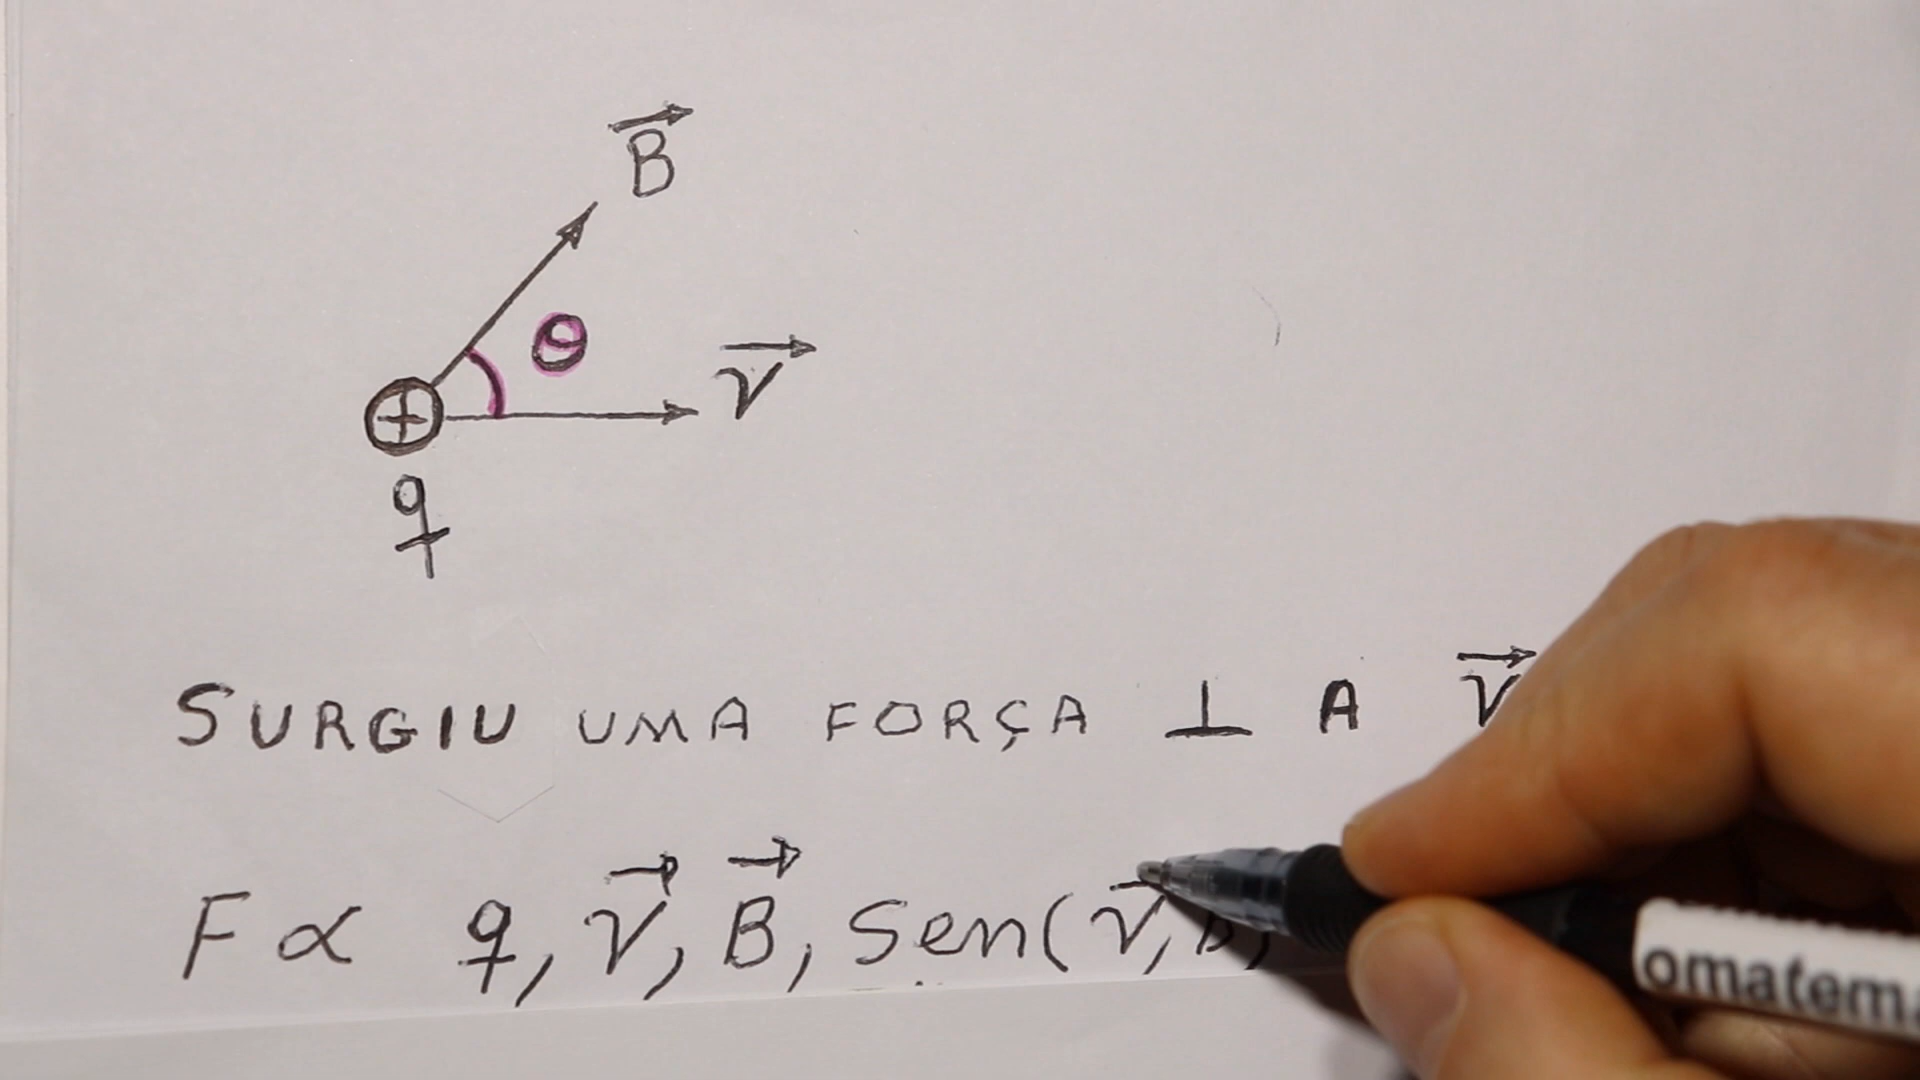 B
θ
v
+
q
SURGIU UMA FORÇA ⊥ A v
F ∝ q, v, B, Sen(v, B)
omatema